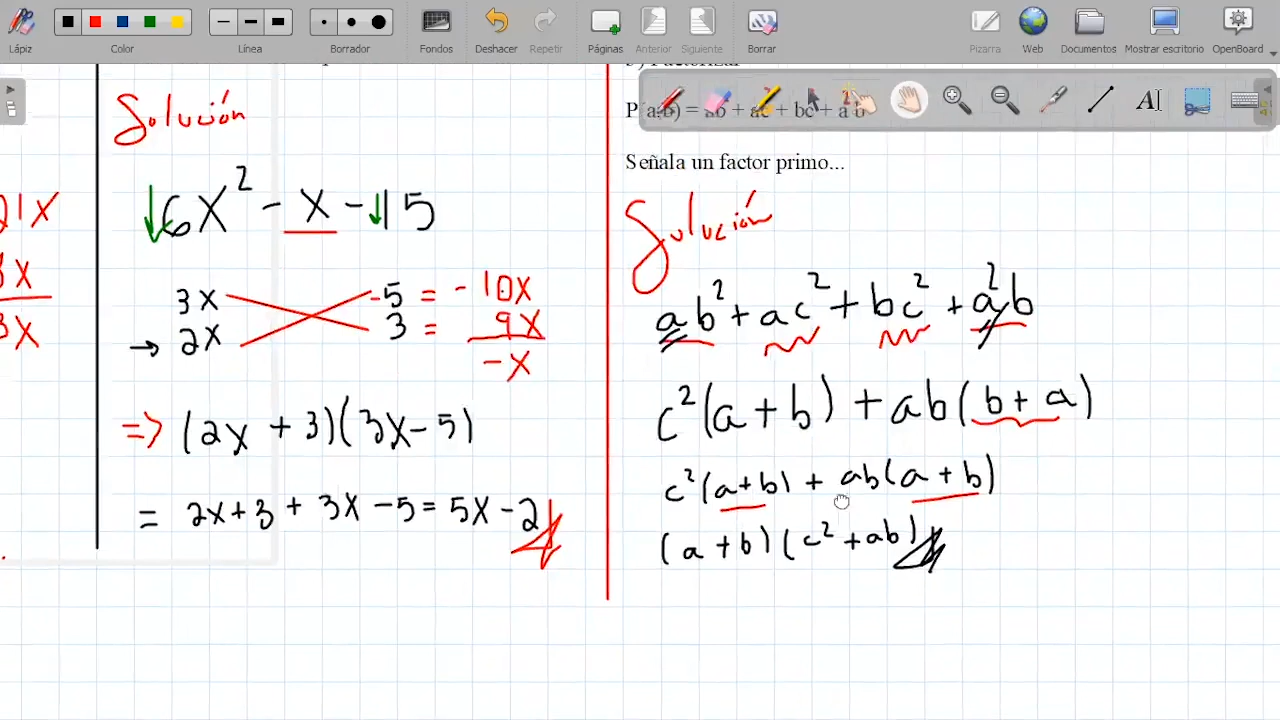 Lápiz Color Línea Borrador Fondos Deshacer Repetir Páginas Anterior Siguiente Borrar Pizarra Web Documentos Mostrar escritorio OpenBoard
21x
x
3x
Solución
6x² - x - 15
3x -5 = -10x
→ 2x 3 = 9x
-x
=> (2x + 3)(3x - 5)
= 2x + 3 + 3x - 5 = 5x - 2
Señala un factor primo...
Solución
ab² + ac² + bc² + a²b
c²(a + b) + ab(b + a)
c²(a + b) + ab(a + b)
(a + b)(c² + ab)